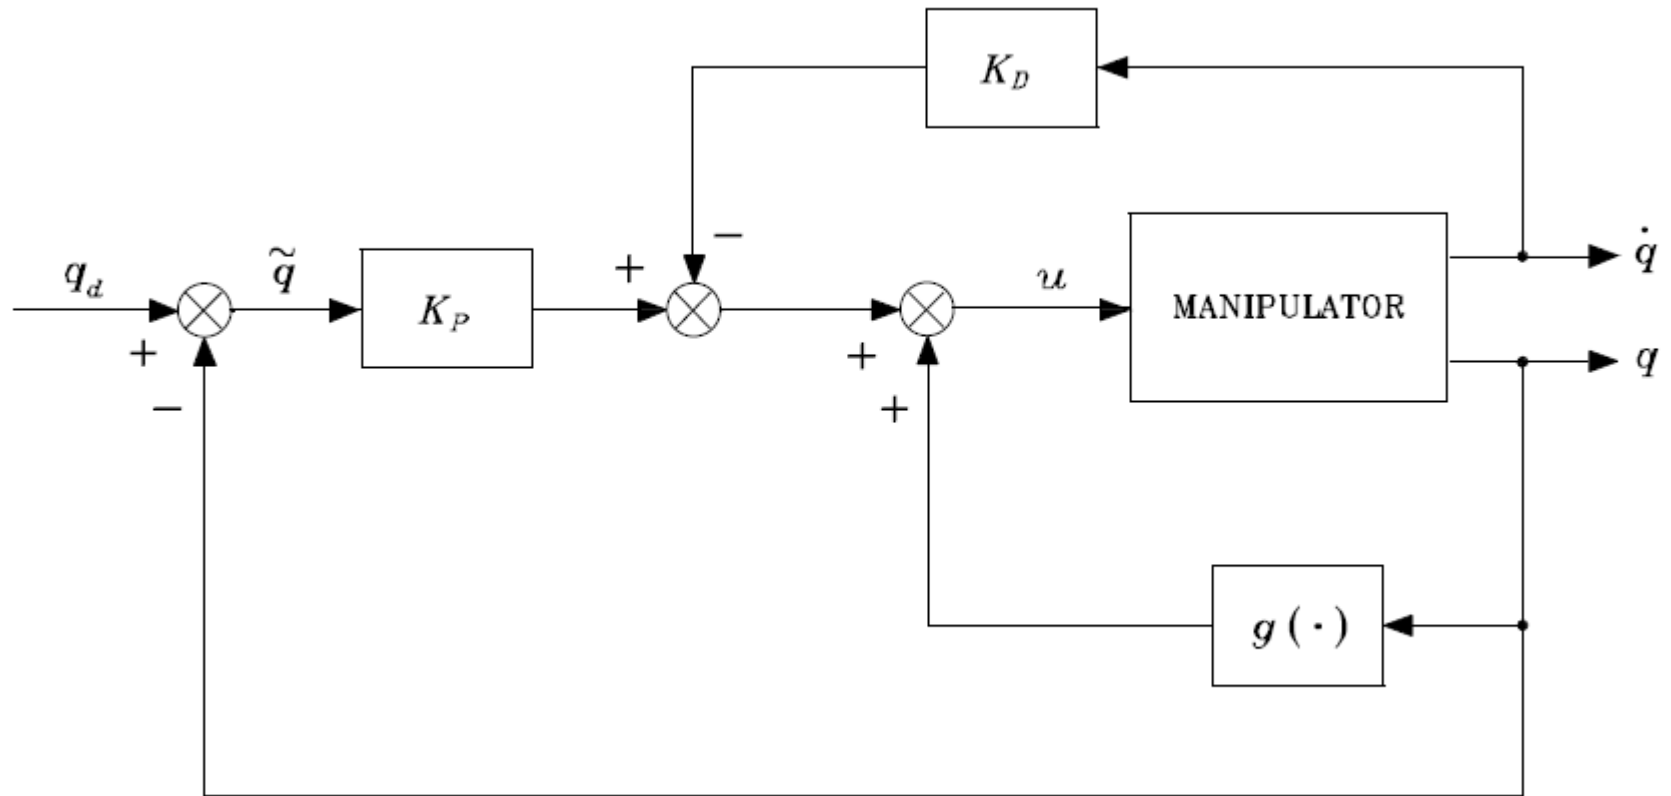 K_D
−
q_d
q̃
K_P
+
u
MANIPULATOR
q̇
+
+
q
−
+
g (·)